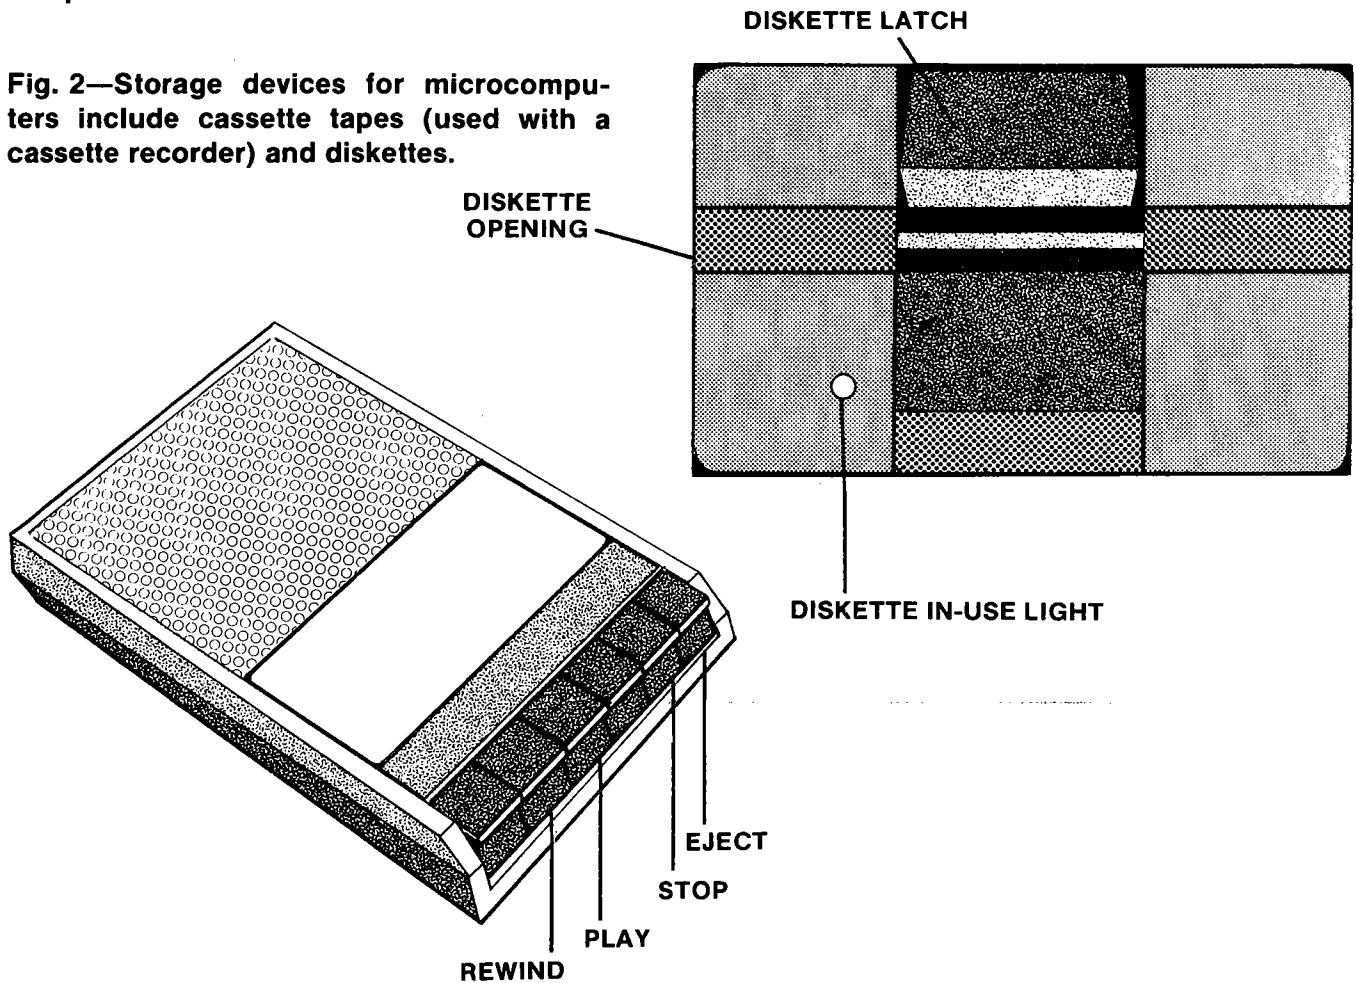 Fig. 2—Storage devices for microcompu-
ters include cassette tapes (used with a
cassette recorder) and diskettes.
DISKETTE LATCH
DISKETTE
OPENING
DISKETTE IN-USE LIGHT
EJECT
STOP
PLAY
REWIND